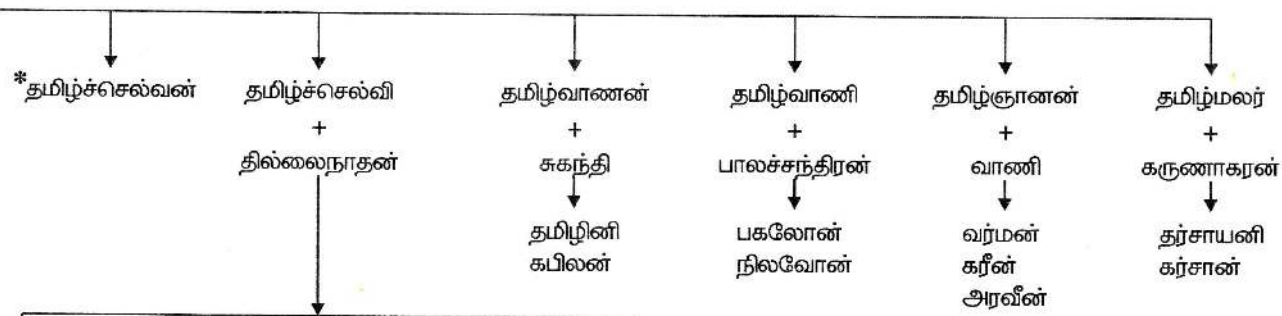 *தமிழ்ச்செல்வன் தமிழ்ச்செல்வி தமிழ்வாணன் தமிழ்வாணி தமிழ்ஞானன் தமிழ்மலர்
+ + + + +
தில்லைநாதன் சுகந்தி பாலச்சந்திரன் வாணி கருணாகரன்
தமிழினி பகலோன் வர்மன் தர்சாயனி
கபிலன் நிலவோன் கரீன் கர்சான்
அரவீன்